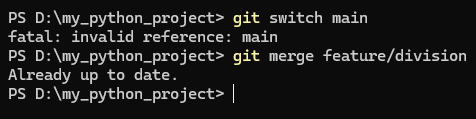 PS D:\my_python_project> git switch main
fatal: invalid reference: main
PS D:\my_python_project> git merge feature/division
Already up to date.
PS D:\my_python_project>